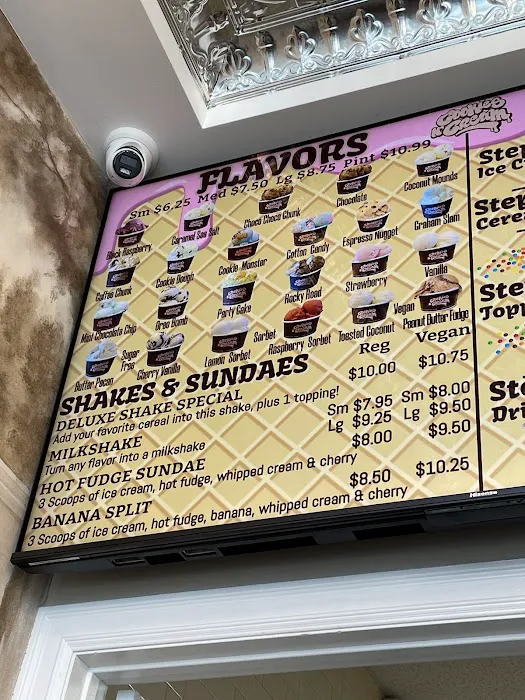 Cookies & Cream
FLAVORS
Sm $6.25 Med $7.50 Lg $8.75 Pint $10.99
Black Raspberry
Caramel Sea Salt
Choco Choco Chunk
Chocolate
Coconut Mounds
Coffee Chunk
Cookie Dough
Cookie Monster
Cotton Candy
Espresso Nugget
Graham Slam
Mint Chocolate Chip
Oreo Bomb
Party Cake
Rocky Road
Strawberry
Vanilla
Butter Pecan
Sugar Free
Cherry Vanilla
Lemon Sorbet
Sorbet
Raspberry Sorbet
Toasted Coconut
Vegan
Peanut Butter Fudge
SHAKES & SUNDAES
Reg Vegan
DELUXE SHAKE SPECIAL $10.00 $10.75
Add your favorite cereal into this shake, plus 1 topping!
MILKSHAKE Sm $7.95 Sm $8.00
Turn any flavor into a milkshake Lg $9.25 Lg $9.50
HOT FUDGE SUNDAE $8.00 $9.50
3 Scoops of ice cream, hot fudge, whipped cream & cherry
BANANA SPLIT $8.50 $10.25
3 Scoops of ice cream, hot fudge, banana, whipped cream & cherry
Hisense
Ste
Ice C
Ste
Cere
Ste
Topp
Ste
Dri